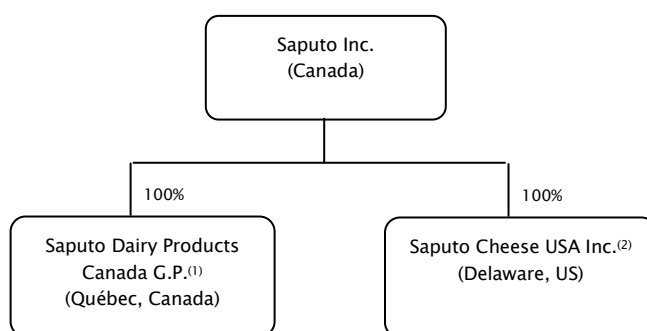 Saputo Inc.
(Canada)
100%
100%
Saputo Dairy Products
Canada G.P.(1)
(Québec, Canada)
Saputo Cheese USA Inc.(2)
(Delaware, US)